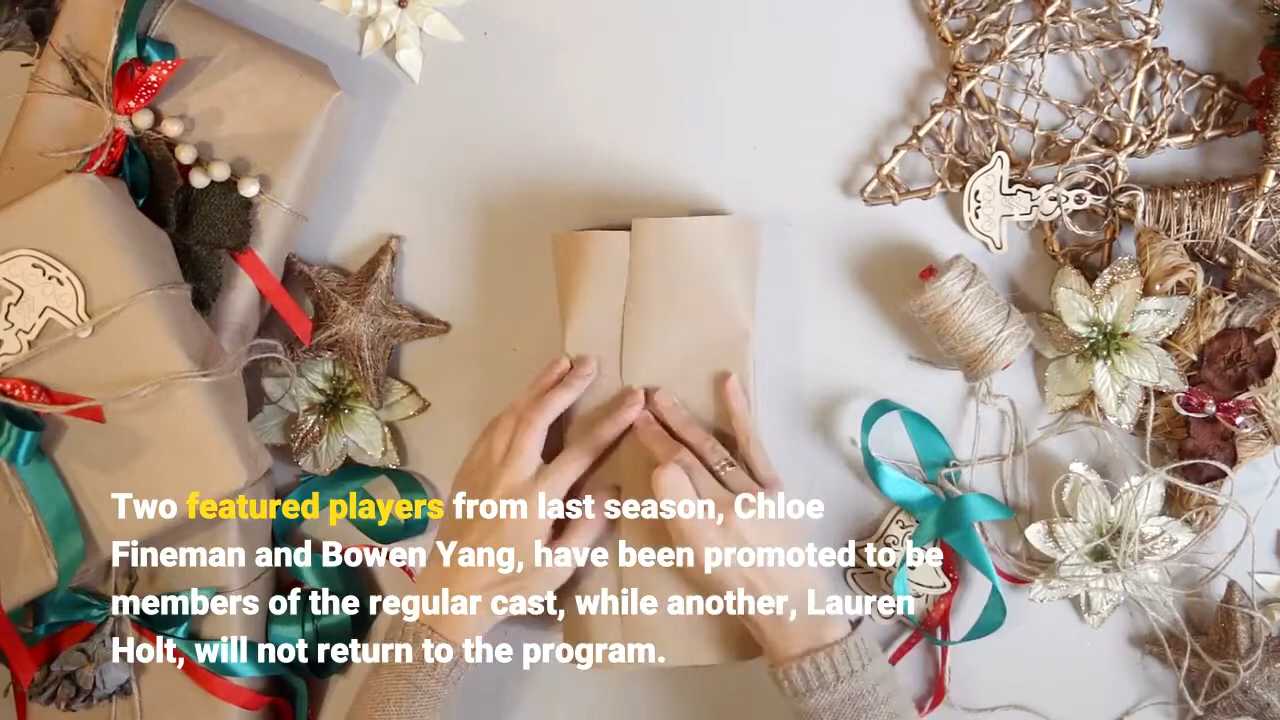 Two featured players from last season, Chloe
Fineman and Bowen Yang, have been promoted to be
members of the regular cast, while another, Lauren
Holt, will not return to the program.